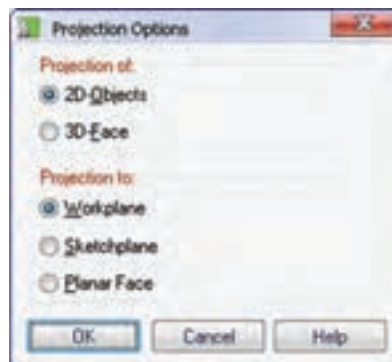 Projection Options
Projection of:
2D-Objects
3D-Face
Projection to:
Workplane
Sketchplane
Planar Face
OK
Cancel
Help